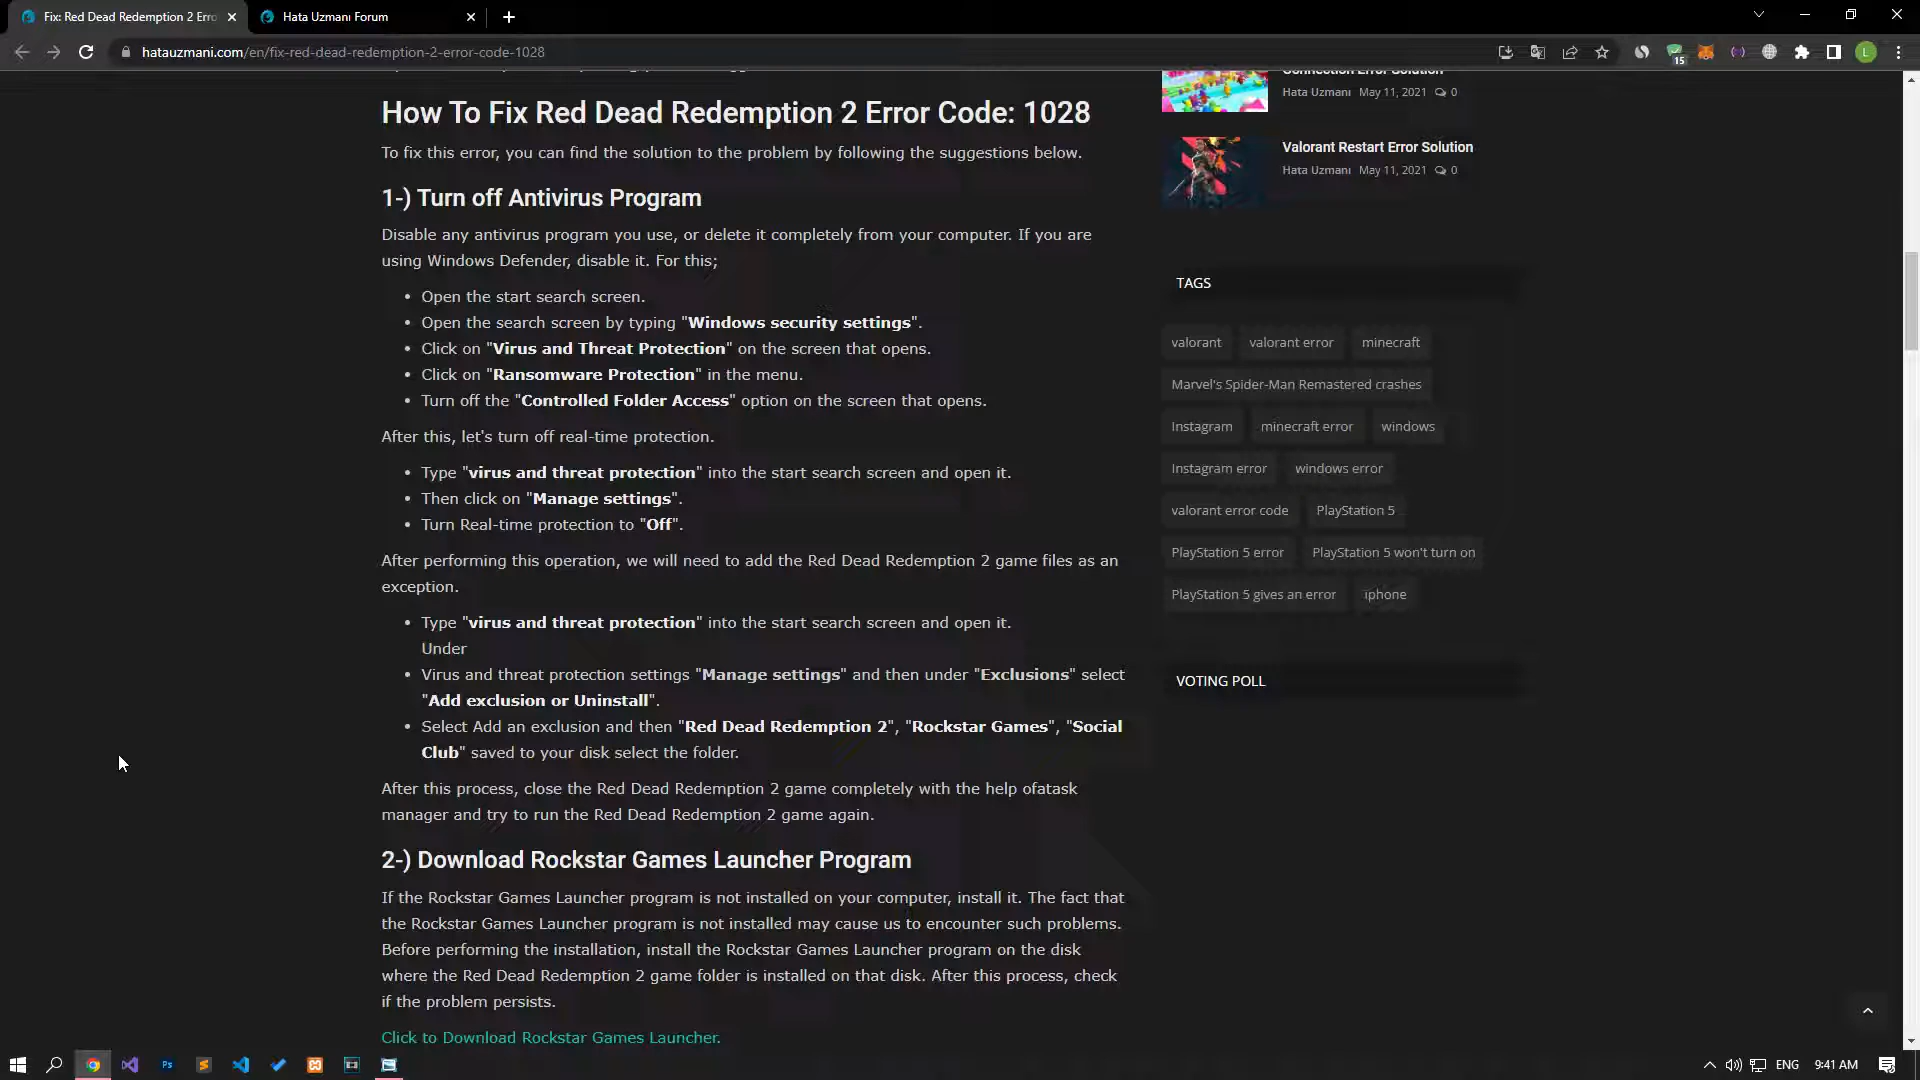 Fix: Red Dead Redemption 2 Erro
Hata Uzmanı Forum
hatauzmani.com/en/fix-red-dead-redemption-2-error-code-1028
15
L
How To Fix Red Dead Redemption 2 Error Code: 1028
To fix this error, you can find the solution to the problem by following the suggestions below.
1-) Turn off Antivirus Program
Disable any antivirus program you use, or delete it completely from your computer. If you are
using Windows Defender, disable it. For this;
• Open the start search screen.
• Open the search screen by typing "Windows security settings".
• Click on "Virus and Threat Protection" on the screen that opens.
• Click on "Ransomware Protection" in the menu.
• Turn off the "Controlled Folder Access" option on the screen that opens.
After this, let's turn off real-time protection.
• Type "virus and threat protection" into the start search screen and open it.
• Then click on "Manage settings".
• Turn Real-time protection to "Off".
After performing this operation, we will need to add the Red Dead Redemption 2 game files as an
exception.
• Type "virus and threat protection" into the start search screen and open it.
Under
• Virus and threat protection settings "Manage settings" and then under "Exclusions" select
"Add exclusion or Uninstall".
• Select Add an exclusion and then "Red Dead Redemption 2", "Rockstar Games", "Social
Club" saved to your disk select the folder.
After this process, close the Red Dead Redemption 2 game completely with the help ofatask
manager and try to run the Red Dead Redemption 2 game again.
2-) Download Rockstar Games Launcher Program
If the Rockstar Games Launcher program is not installed on your computer, install it. The fact that
the Rockstar Games Launcher program is not installed may cause us to encounter such problems.
Before performing the installation, install the Rockstar Games Launcher program on the disk
where the Red Dead Redemption 2 game folder is installed on that disk. After this process, check
if the problem persists.
Click to Download Rockstar Games Launcher.
Connection Error Solution
Hata Uzmanı May 11, 2021 0
Valorant Restart Error Solution
Hata Uzmanı May 11, 2021 0
TAGS
valorant valorant error minecraft
Marvel's Spider-Man Remastered crashes
Instagram minecraft error windows
Instagram error windows error
valorant error code PlayStation 5
PlayStation 5 error PlayStation 5 won't turn on
PlayStation 5 gives an error iphone
VOTING POLL
Ps
ENG 9:41 AM